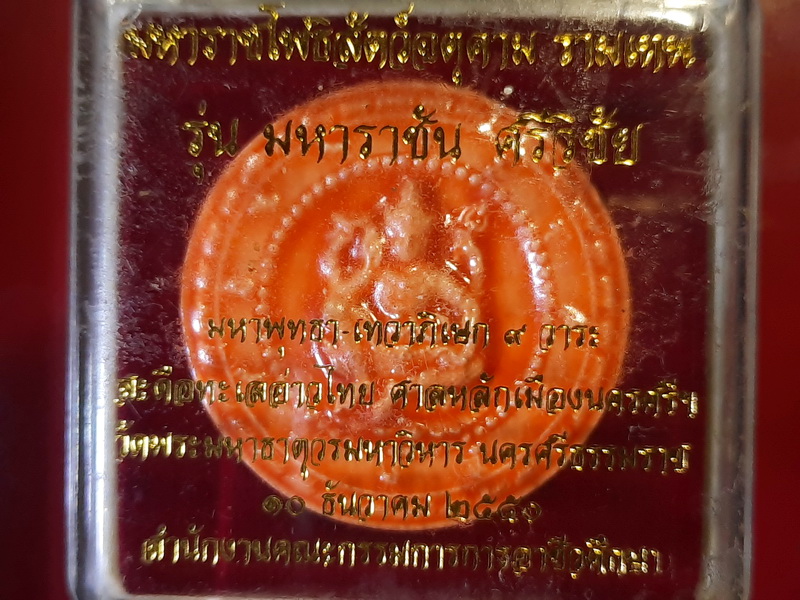 มหาราชโพธิสัตว์จตุคาม รามเทพ
รุ่น มหาราชัน ศรีริชัย
มหาพุทธา-เทวาภิเษก ๙ วาระ
สะดือทะเลอ่าวไทย ศาลหลักเมืองนครศรีฯ
วัดพระมหาธาตุวรมหาวิหาร นครศรีธรรมราช
๑๐ ธันวาคม ๒๕๕๐
สำนักงานคณะกรรมการการอาชีวศึกษา